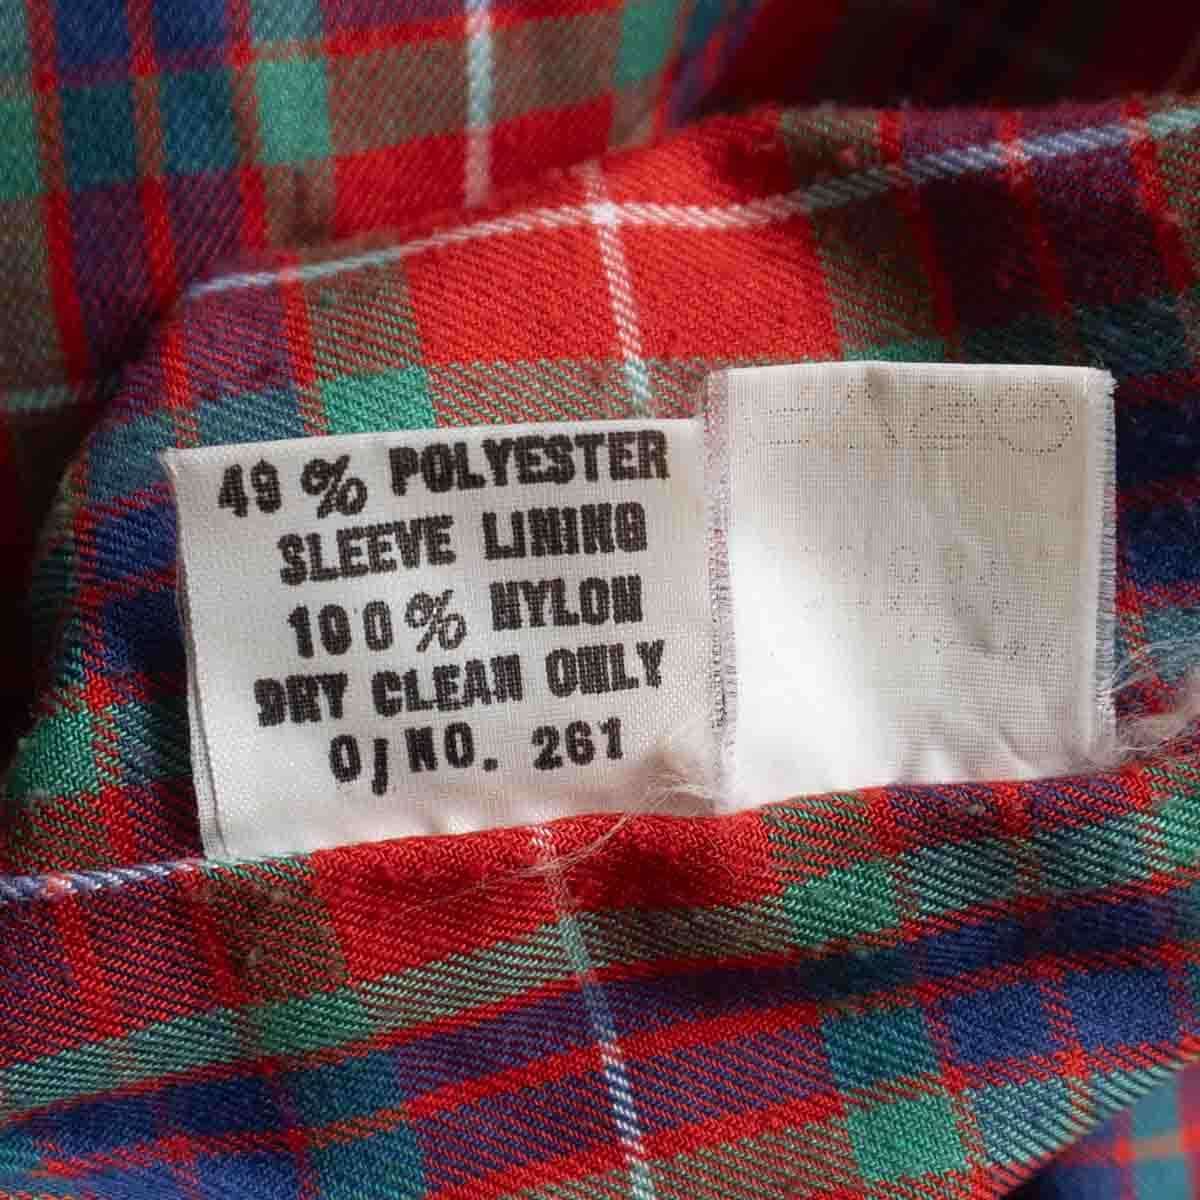 49 % POLYESTER
SLEEVE LINING
100% NYLON
DRY CLEAN ONLY
O/NO. 261